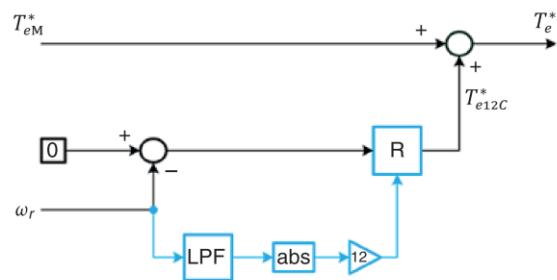 T*eM
+
T*e
+
T*e12C
0
+
−
R
ωr
LPF
abs
12